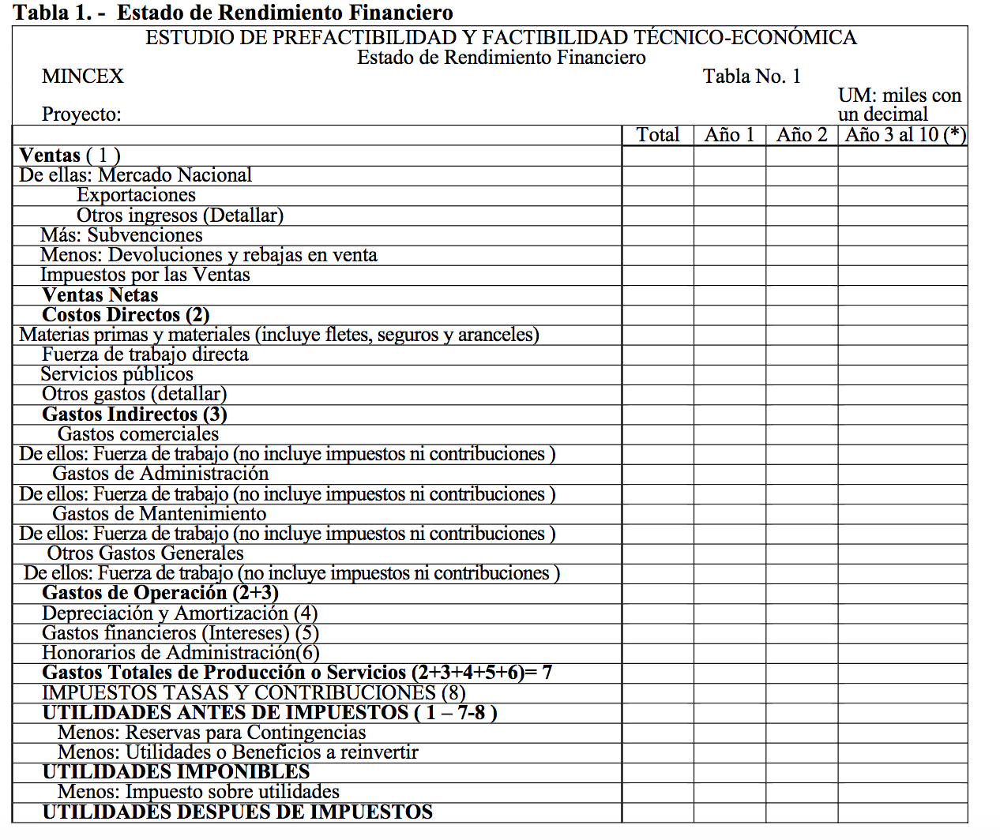 Tabla 1. -  Estado de Rendimiento Financiero
ESTUDIO DE PREFACTIBILIDAD Y FACTIBILIDAD TÉCNICO-ECONÓMICA
Estado de Rendimiento Financiero
MINCEX Tabla No. 1
UM: miles con
Proyecto: un decimal
Total Año 1 Año 2 Año 3 al 10 (*)
Ventas ( 1 )
De ellas: Mercado Nacional
Exportaciones
Otros ingresos (Detallar)
Más: Subvenciones
Menos: Devoluciones y rebajas en venta
Impuestos por las Ventas
Ventas Netas
Costos Directos (2)
Materias primas y materiales (incluye fletes, seguros y aranceles)
Fuerza de trabajo directa
Servicios públicos
Otros gastos (detallar)
Gastos Indirectos (3)
Gastos comerciales
De ellos: Fuerza de trabajo (no incluye impuestos ni contribuciones )
Gastos de Administración
De ellos: Fuerza de trabajo (no incluye impuestos ni contribuciones )
Gastos de Mantenimiento
De ellos: Fuerza de trabajo (no incluye impuestos ni contribuciones )
Otros Gastos Generales
De ellos: Fuerza de trabajo (no incluye impuestos ni contribuciones )
Gastos de Operación (2+3)
Depreciación y Amortización (4)
Gastos financieros (Intereses) (5)
Honorarios de Administración(6)
Gastos Totales de Producción o Servicios (2+3+4+5+6)= 7
IMPUESTOS TASAS Y CONTRIBUCIONES (8)
UTILIDADES ANTES DE IMPUESTOS ( 1 – 7-8 )
Menos: Reservas para Contingencias
Menos: Utilidades o Beneficios a reinvertir
UTILIDADES IMPONIBLES
Menos: Impuesto sobre utilidades
UTILIDADES DESPUES DE IMPUESTOS